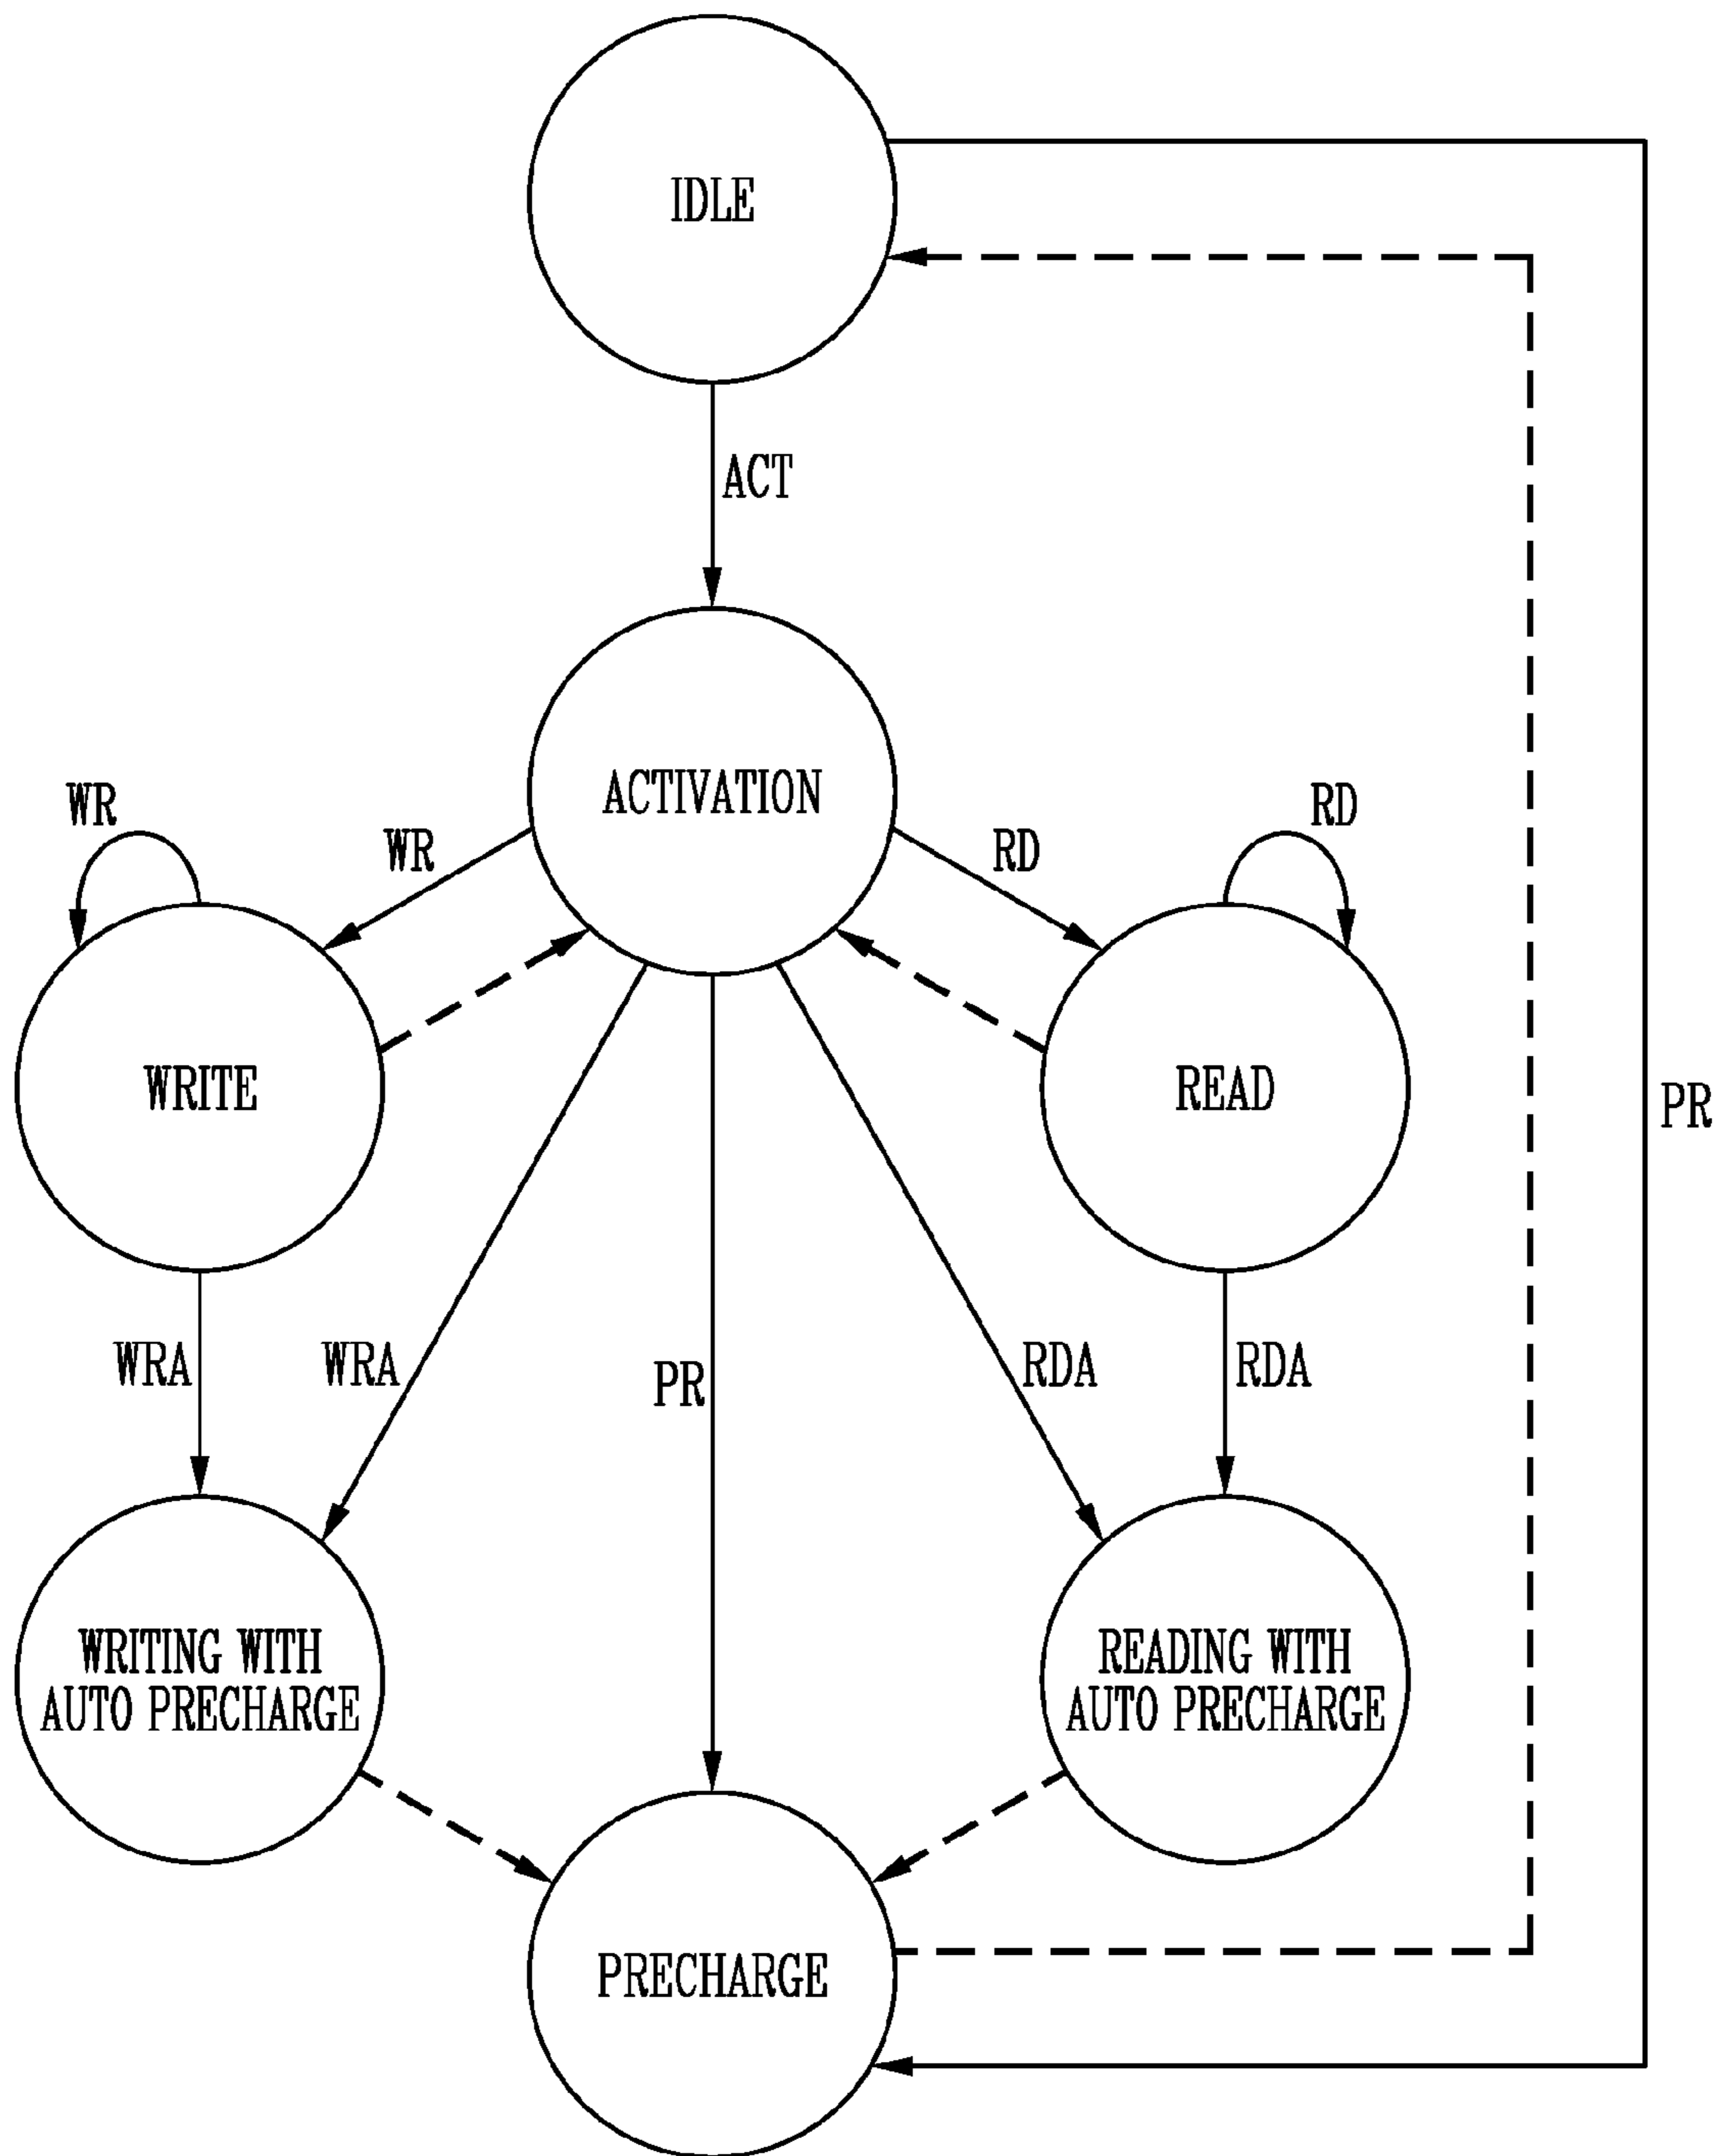 IDLE
ACT
ACTIVATION
WR
WR
RD
RD
WRITE
READ
PR
WRA
WRA
PR
RDA
RDA
WRITING WITH
AUTO PRECHARGE
READING WITH
AUTO PRECHARGE
PRECHARGE